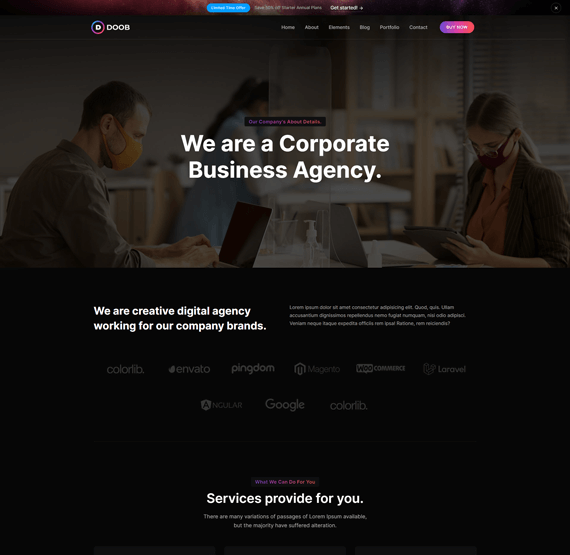 Limited Time Offer Save 50% off Starter Annual Plans Get started!
DOOB Home About Elements Blog Portfolio Contact BUY NOW
Our Company's About Details.
We are a Corporate
Business Agency.
We are creative digital agency
working for our company brands.
Lorem ipsum dolor sit amet consectetur adipisicing elit. Quod, quis. Ullam
accusantium dignissimos repellendus nemo fugiat numquam, nisi odio adipisci.
Veniam neque itaque expedita officiis rem ipsa! Ratione, rem reiciendis?
colorlib. envato pingdom Magento WOO COMMERCE Laravel
ANGULAR Google colorlib.
What We Can Do For You
Services provide for you.
There are many variations of passages of Lorem Ipsum available,
but the majority have suffered alteration.